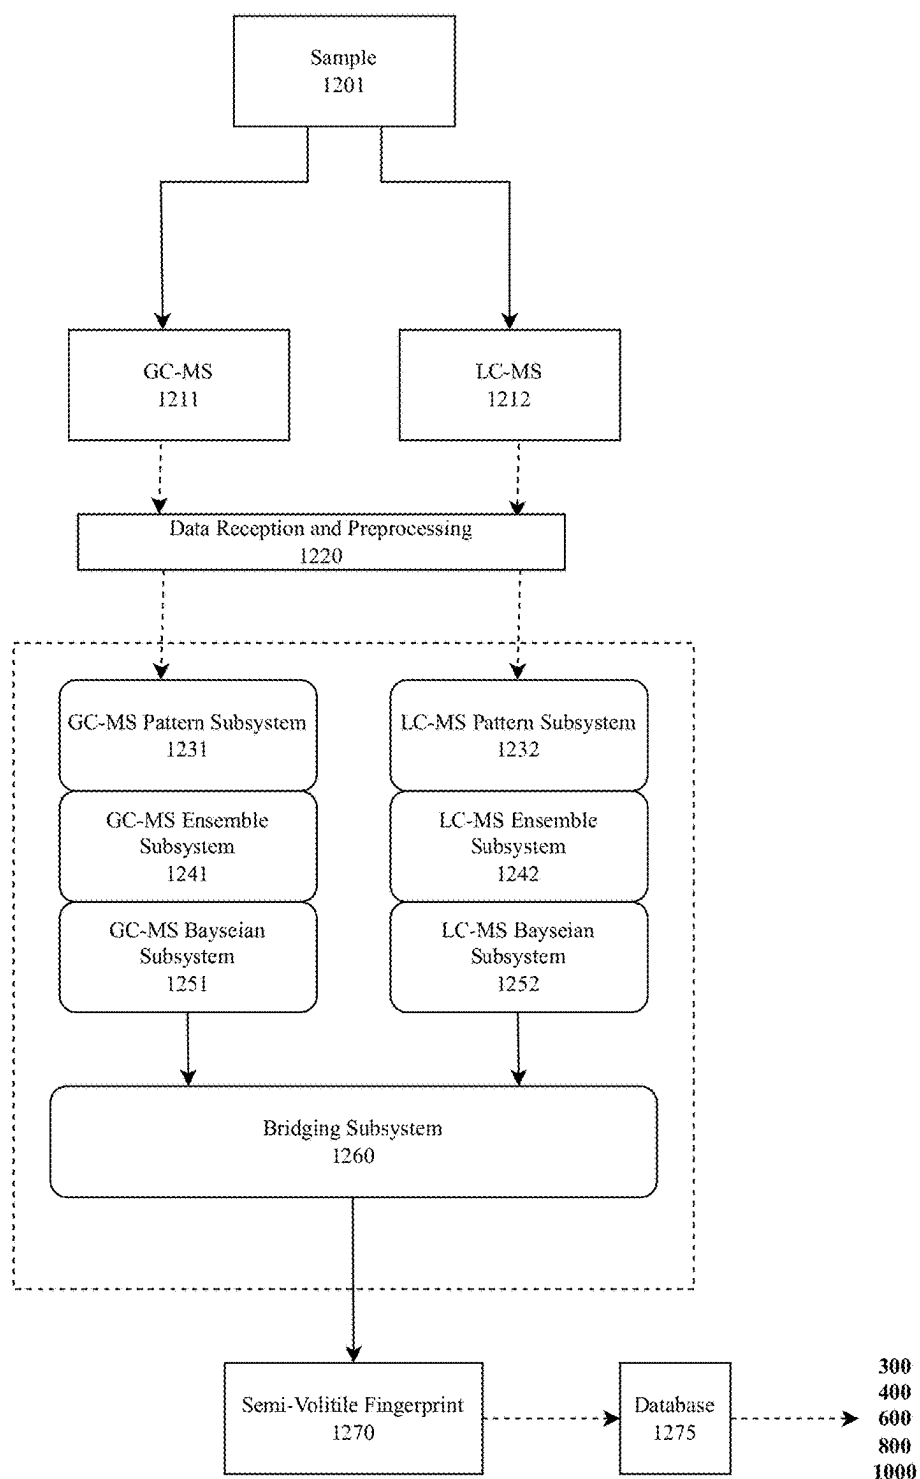 Sample
1201
GC-MS
1211
LC-MS
1212
Data Reception and Preprocessing
1220
GC-MS Pattern Subsystem
1231
LC-MS Pattern Subsystem
1232
GC-MS Ensemble
Subsystem
1241
LC-MS Ensemble
Subsystem
1242
GC-MS Bayseian
Subsystem
1251
LC-MS Bayseian
Subsystem
1252
Bridging Subsystem
1260
Semi-Volitile Fingerprint
1270
Database
1275
300
400
600
800
1000